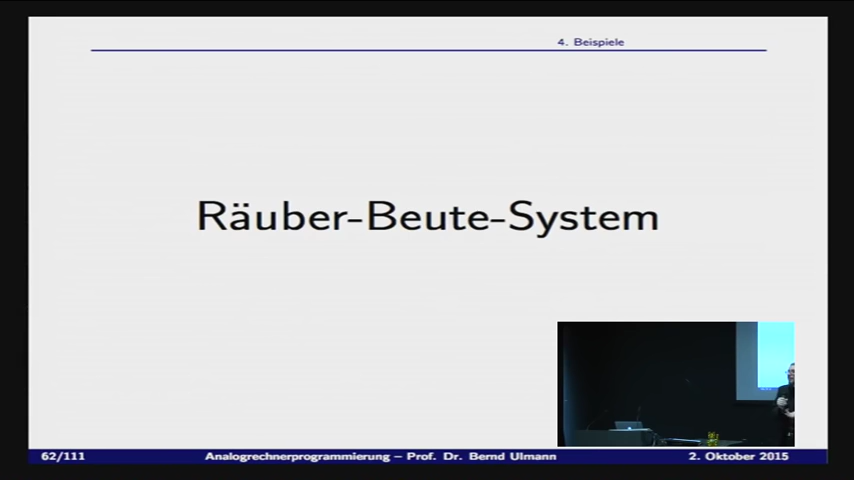 4. Beispiele
Räuber-Beute-System
62/111
Analogrechnerprogrammierung – Prof. Dr. Bernd Ulmann
2. Oktober 2015